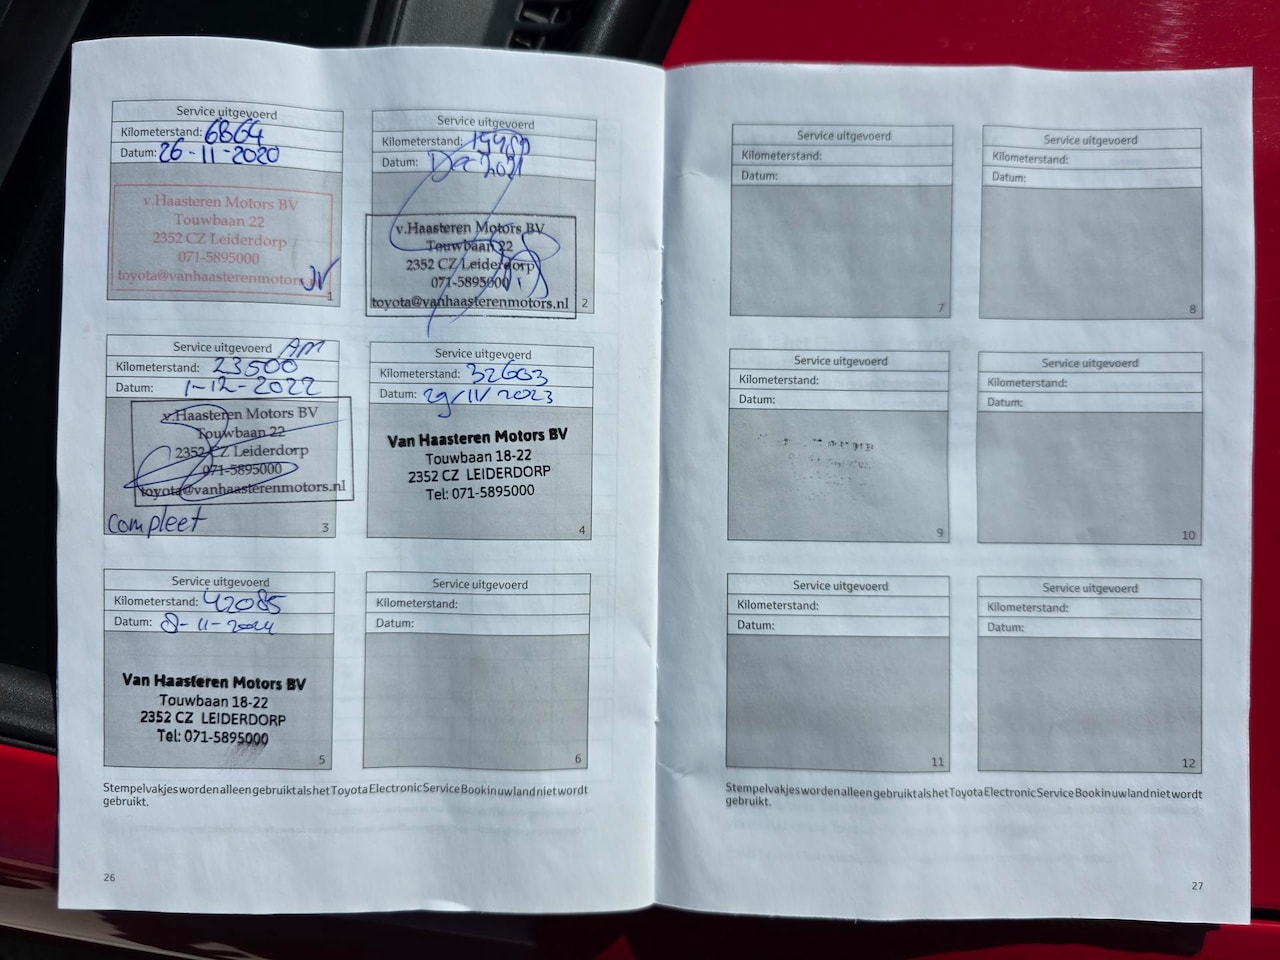 Service uitgevoerd
Kilometerstand: 6864
Datum: 26-11-2020
v.Haasteren Motors BV
Touwbaan 22
2352 CZ Leiderdorp
071-5895000
toyota@vanhaasterenmotors.
1
Service uitgevoerd
Kilometerstand:
Datum: Dec 2021
v.Haasteren Motors BV
Touwbaan 22
2352 CZ Leiderdorp
071-5895000
toyota@vanhaasterenmotors.nl
2
Service uitgevoerd AM
Kilometerstand: 23500
Datum: 1-12-2022
v.Haasteren Motors BV
Touwbaan 22
2352 CZ Leiderdorp
071-5895000
toyota@vanhaasterenmotors.nl
compleet
3
Service uitgevoerd
Kilometerstand: 32603
Datum: 29/11/2023
Van Haasteren Motors BV
Touwbaan 18-22
2352 CZ LEIDERDORP
Tel: 071-5895000
4
Service uitgevoerd
Kilometerstand: 42085
Datum: 8-11-2024
Van Haasteren Motors BV
Touwbaan 18-22
2352 CZ LEIDERDORP
Tel: 071-5895000
5
Service uitgevoerd
Kilometerstand:
Datum:
6
Stempelvakjes worden alleen gebruikt als het Toyota Electronic Service Book in uw land niet wordt
gebruikt.
26
Service uitgevoerd
Kilometerstand:
Datum:
7
Service uitgevoerd
Kilometerstand:
Datum:
8
Service uitgevoerd
Kilometerstand:
Datum:
9
Service uitgevoerd
Kilometerstand:
Datum:
10
Service uitgevoerd
Kilometerstand:
Datum:
11
Service uitgevoerd
Kilometerstand:
Datum:
12
Stempelvakjes worden alleen gebruikt als het Toyota Electronic Service Book in uw land niet wordt
gebruikt.
27